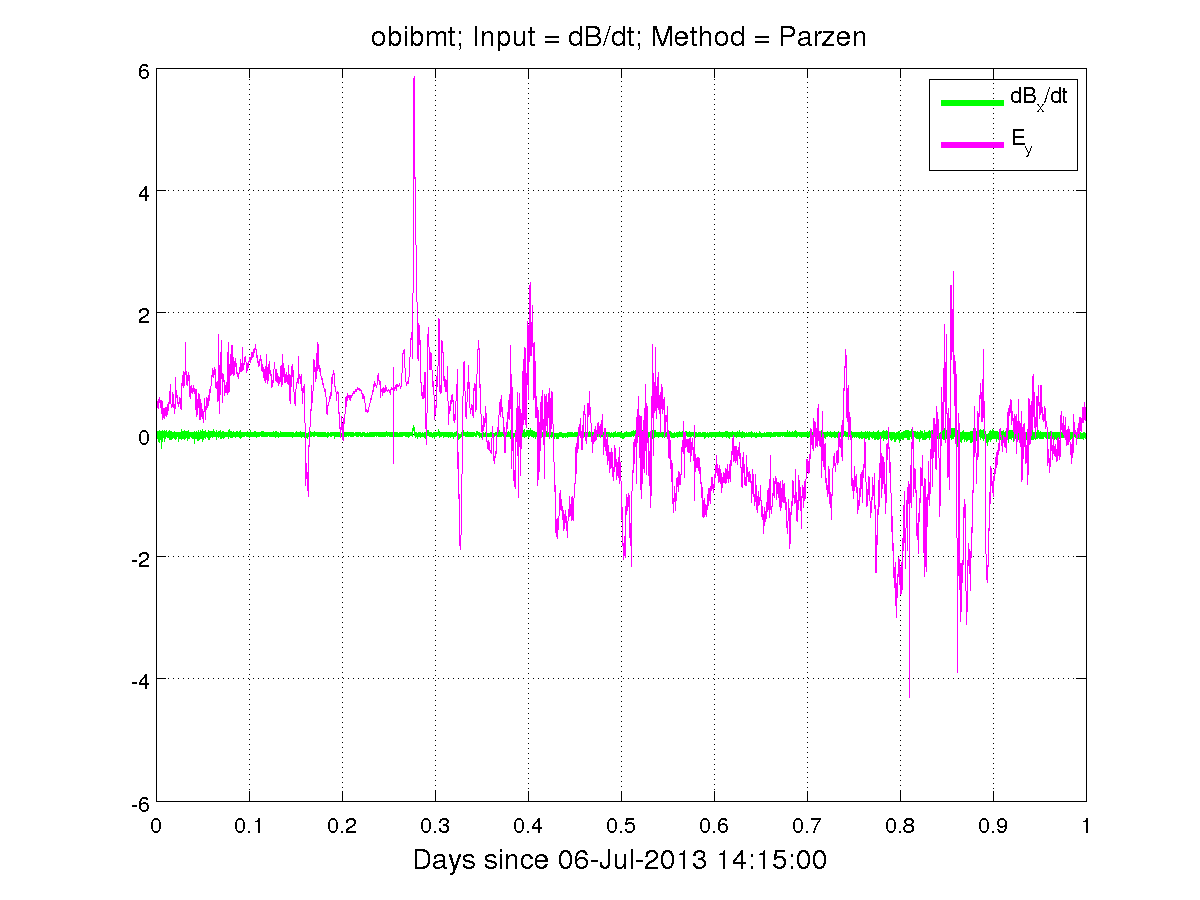 obibmt; Input = dB/dt; Method = Parzen
dBx/dt
Ey
6
4
2
0
-2
-4
-6
0 0.1 0.2 0.3 0.4 0.5 0.6 0.7 0.8 0.9 1
Days since 06-Jul-2013 14:15:00